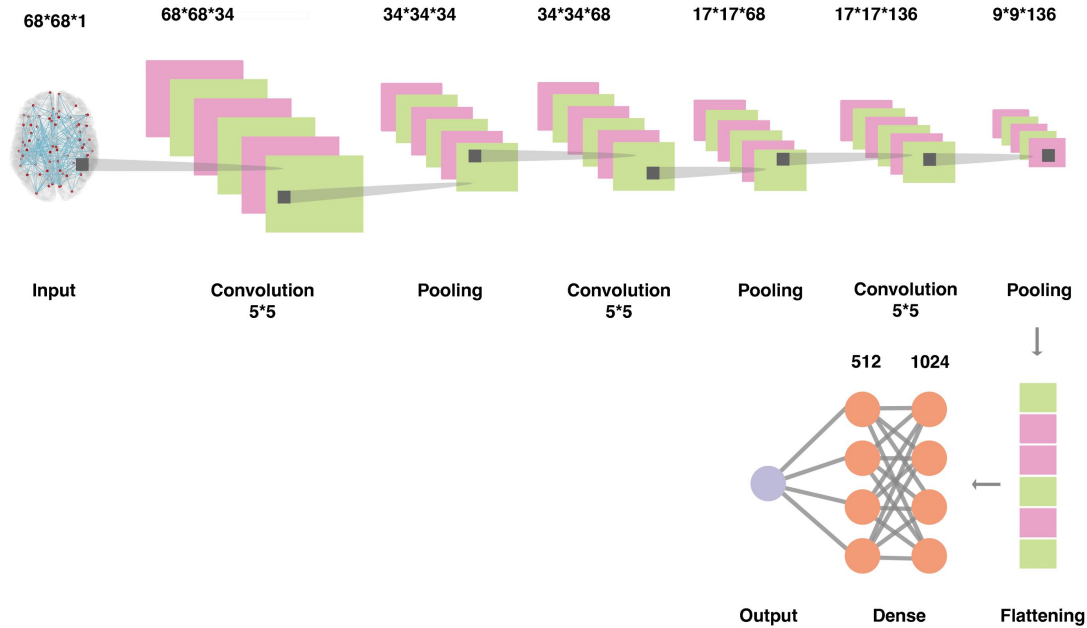 68*68*1 68*68*34 34*34*34 34*34*68 17*17*68 17*17*136 9*9*136
Input Convolution Pooling Convolution Pooling Convolution Pooling
5*5 5*5 5*5
512 1024
Output Dense Flattening